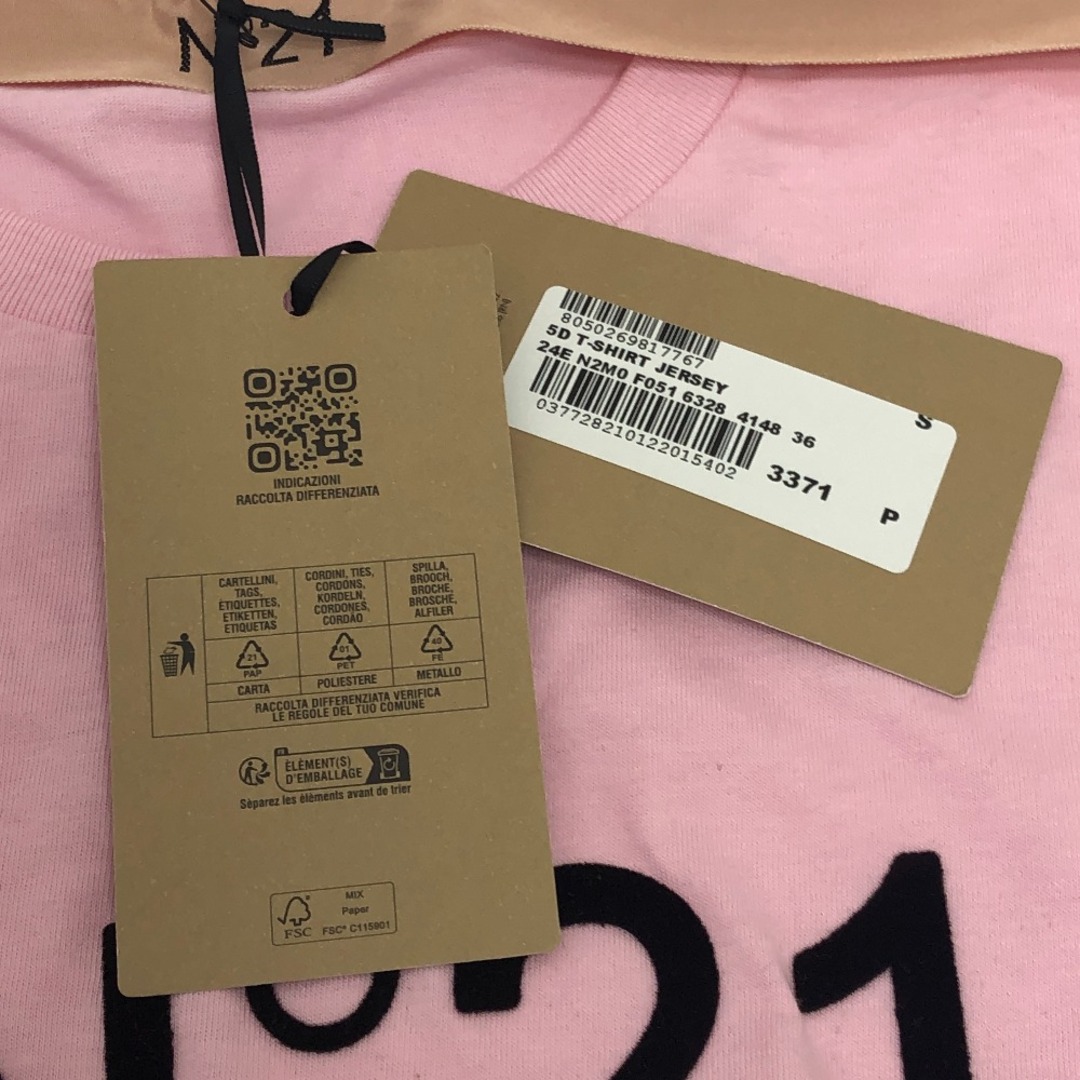 N°21
8050269817767
5D T-SHIRT JERSEY S
24E N2M0 F051 6328 4148 36
037728210122015402
3371
P
INDICAZIONI
RACCOLTA DIFFERENZIATA
CARTELLINI,
TAGS,
ÉTIQUETTES,
ETIKETTEN,
ETIQUETAS
CORDINI, TIES,
CORDONS,
KORDELN,
CORDONES,
CORDÃO
SPILLA,
BROOCH,
BROCHE,
BROSCHE,
ALFILER
21
PAP
01
PET
40
FE
CARTA
POLIESTERE
METALLO
RACCOLTA DIFFERENZIATA VERIFICA
LE REGOLE DEL TUO COMUNE
FR
ÉLÉMENT(S)
D'EMBALLAGE
Séparez les éléments avant de trier
FSC
MIX
Paper
FSC® C115901
N°21